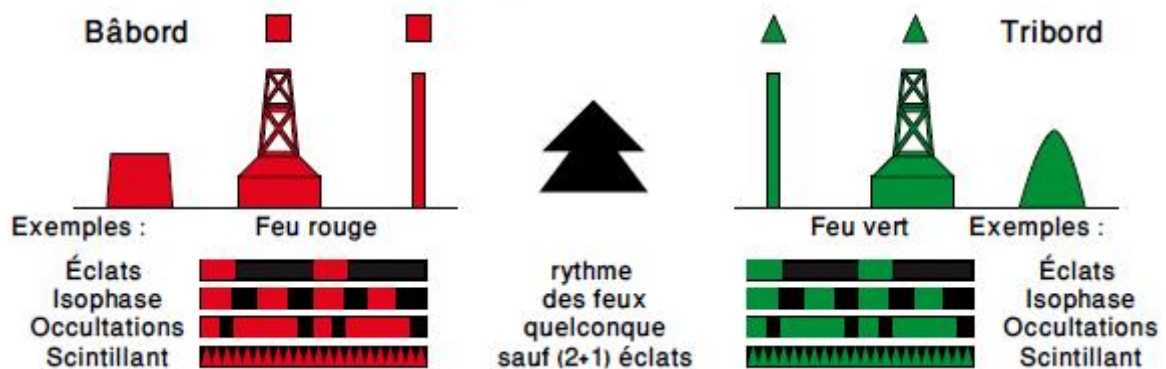 Bâbord
Tribord
Exemples : Feu rouge
Feu vert Exemples :
Éclats rythme Éclats
Isophase des feux Isophase
Occultations quelconque Occultations
Scintillant sauf (2+1) éclats Scintillant